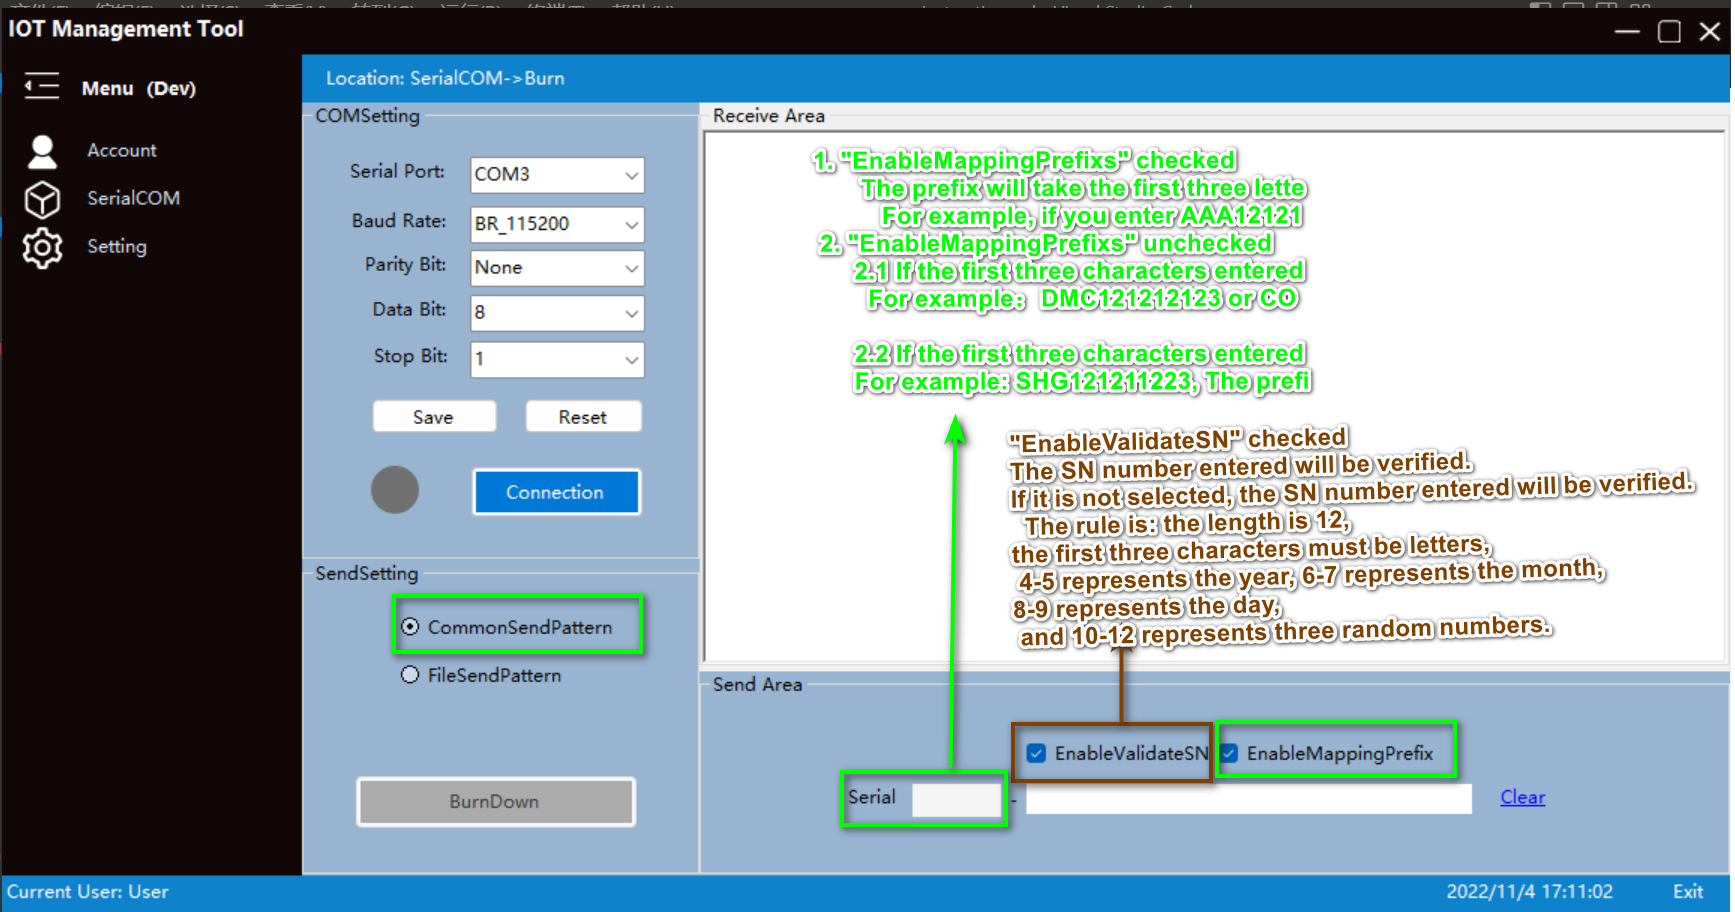 IOT Management Tool
Menu (Dev)
Account
SerialCOM
Setting
Location: SerialCOM->Burn
COMSetting
Serial Port: COM3
Baud Rate: BR_115200
Parity Bit: None
Data Bit: 8
Stop Bit: 1
Save Reset
Connection
SendSetting
CommonSendPattern
FileSendPattern
BurnDown
Receive Area
1. "EnableMappingPrefixs" checked
The prefix will take the first three lette
For example, if you enter AAA12121
2. "EnableMappingPrefixs" unchecked
2.1 If the first three characters entered
For example: DMC121212123 or CO
2.2 If the first three characters entered
For example: SHG121211223, The prefi
"EnableValidateSN" checked
The SN number entered will be verified.
If it is not selected, the SN number entered will be verified.
The rule is: the length is 12,
the first three characters must be letters,
4-5 represents the year, 6-7 represents the month,
8-9 represents the day,
and 10-12 represents three random numbers.
Send Area
EnableValidateSN EnableMappingPrefix
Serial - Clear
Current User: User 2022/11/4 17:11:02 Exit